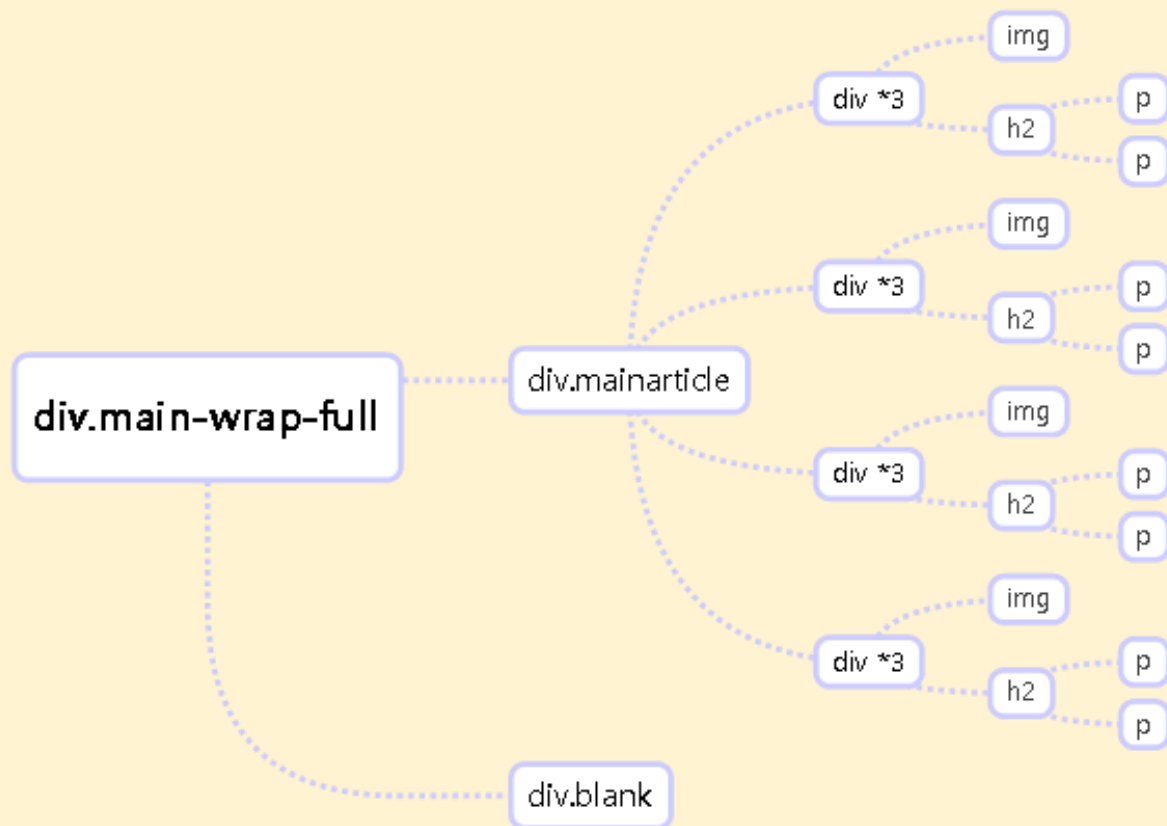 img
div *3
p
h2
p
img
div *3
p
h2
p
div.main-wrap-full
div.mainarticle
img
div *3
p
h2
p
img
div *3
p
h2
p
div.blank